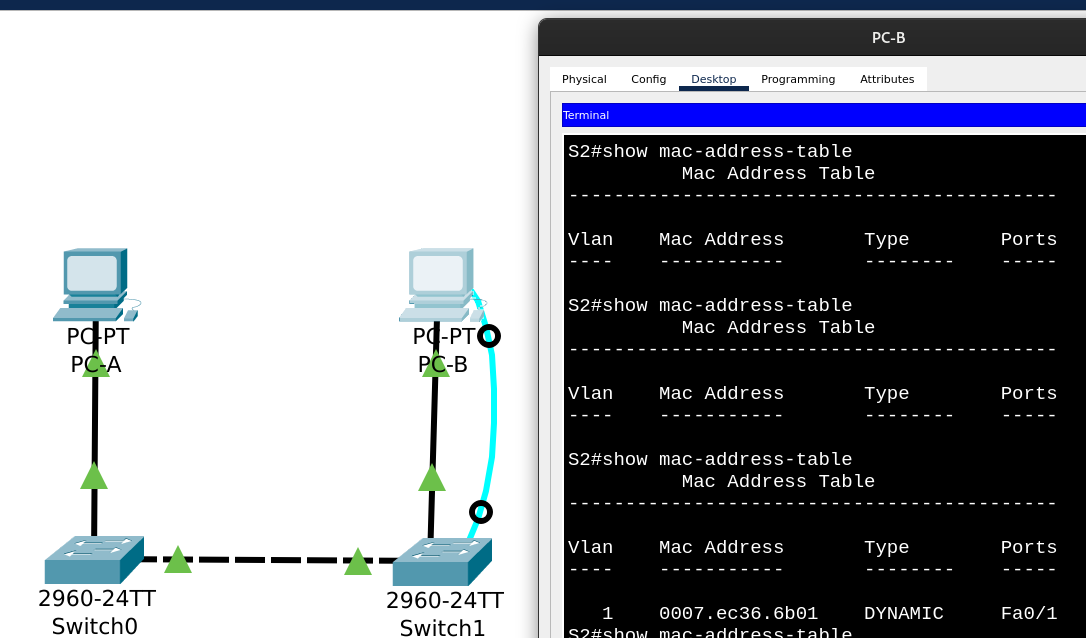 PC-B
Physical Config Desktop Programming Attributes
Terminal
S2#show mac-address-table
Mac Address Table
-------------------------------------------
Vlan Mac Address Type Ports
---- ----------- -------- -----
S2#show mac-address-table
Mac Address Table
-------------------------------------------
Vlan Mac Address Type Ports
---- ----------- -------- -----
S2#show mac-address-table
Mac Address Table
-------------------------------------------
Vlan Mac Address Type Ports
---- ----------- -------- -----
1 0007.ec36.6b01 DYNAMIC Fa0/1
S2#show mac-address-table
PC-PT
PC-A
PC-PT
PC-B
2960-24TT
Switch0
2960-24TT
Switch1